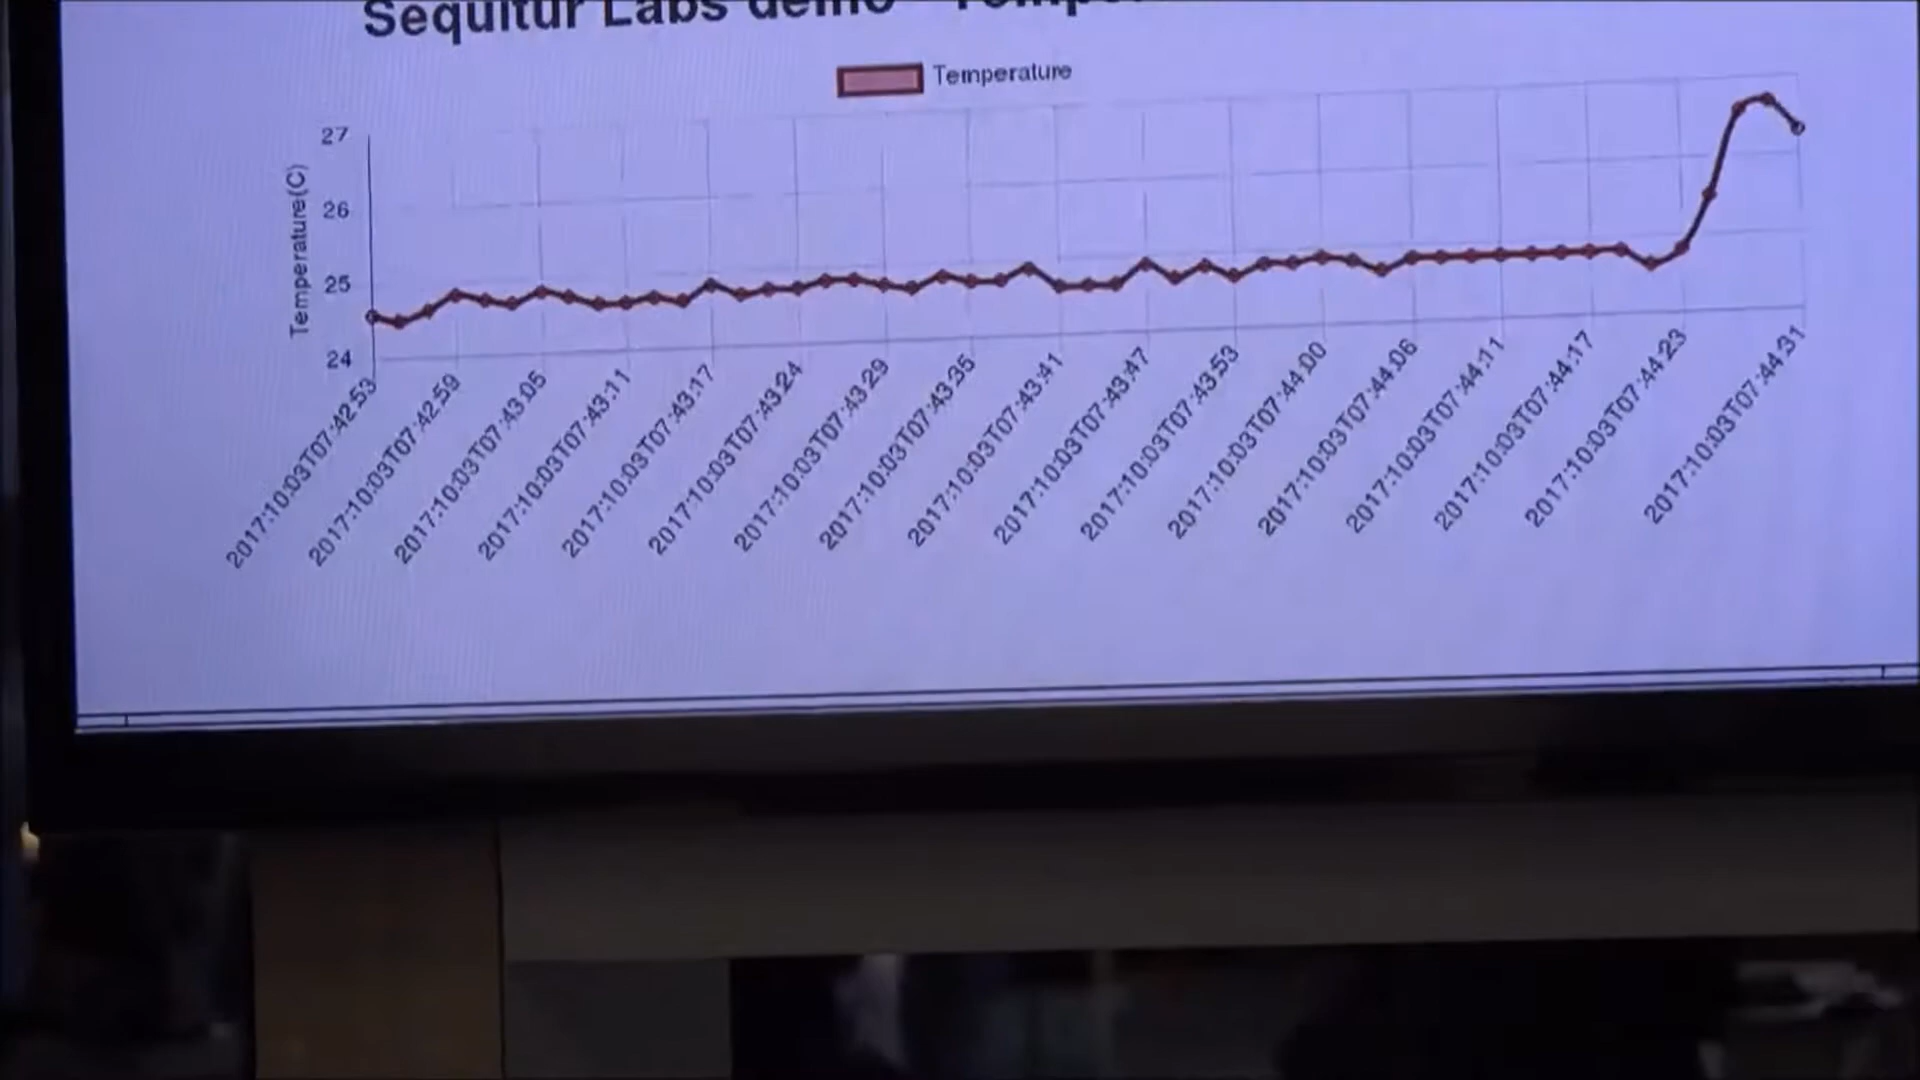 Sequitur Labs demo - Temper
Temperature
Temperature(C)
27
26
25
24
2017:10:03T07:42:53
2017:10:03T07:42:59
2017:10:03T07:43:05
2017:10:03T07:43:11
2017:10:03T07:43:17
2017:10:03T07:43:24
2017:10:03T07:43:29
2017:10:03T07:43:35
2017:10:03T07:43:41
2017:10:03T07:43:47
2017:10:03T07:43:53
2017:10:03T07:44:00
2017:10:03T07:44:06
2017:10:03T07:44:11
2017:10:03T07:44:17
2017:10:03T07:44:23
2017:10:03T07:44:31